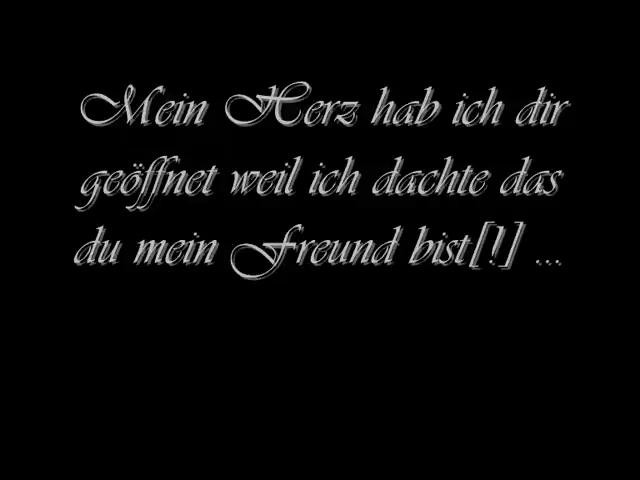 Mein Herz hab ich dir
geöffnet weil ich dachte das
du mein Freund bist[!] ...